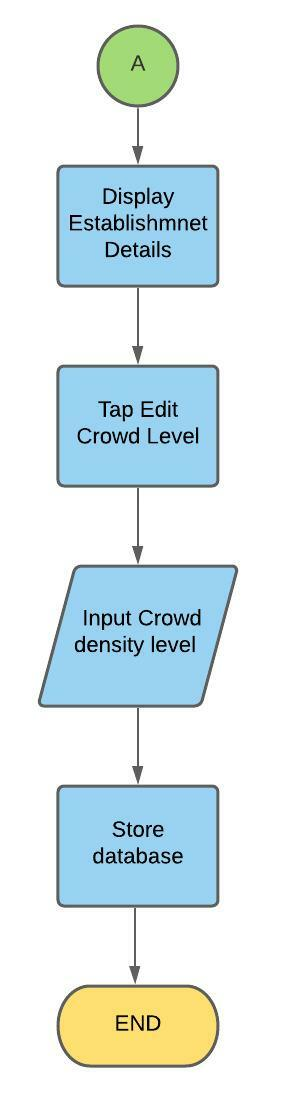 A
Display
Establishmnet
Details
Tap Edit
Crowd Level
Input Crowd
density level
Store
database
END